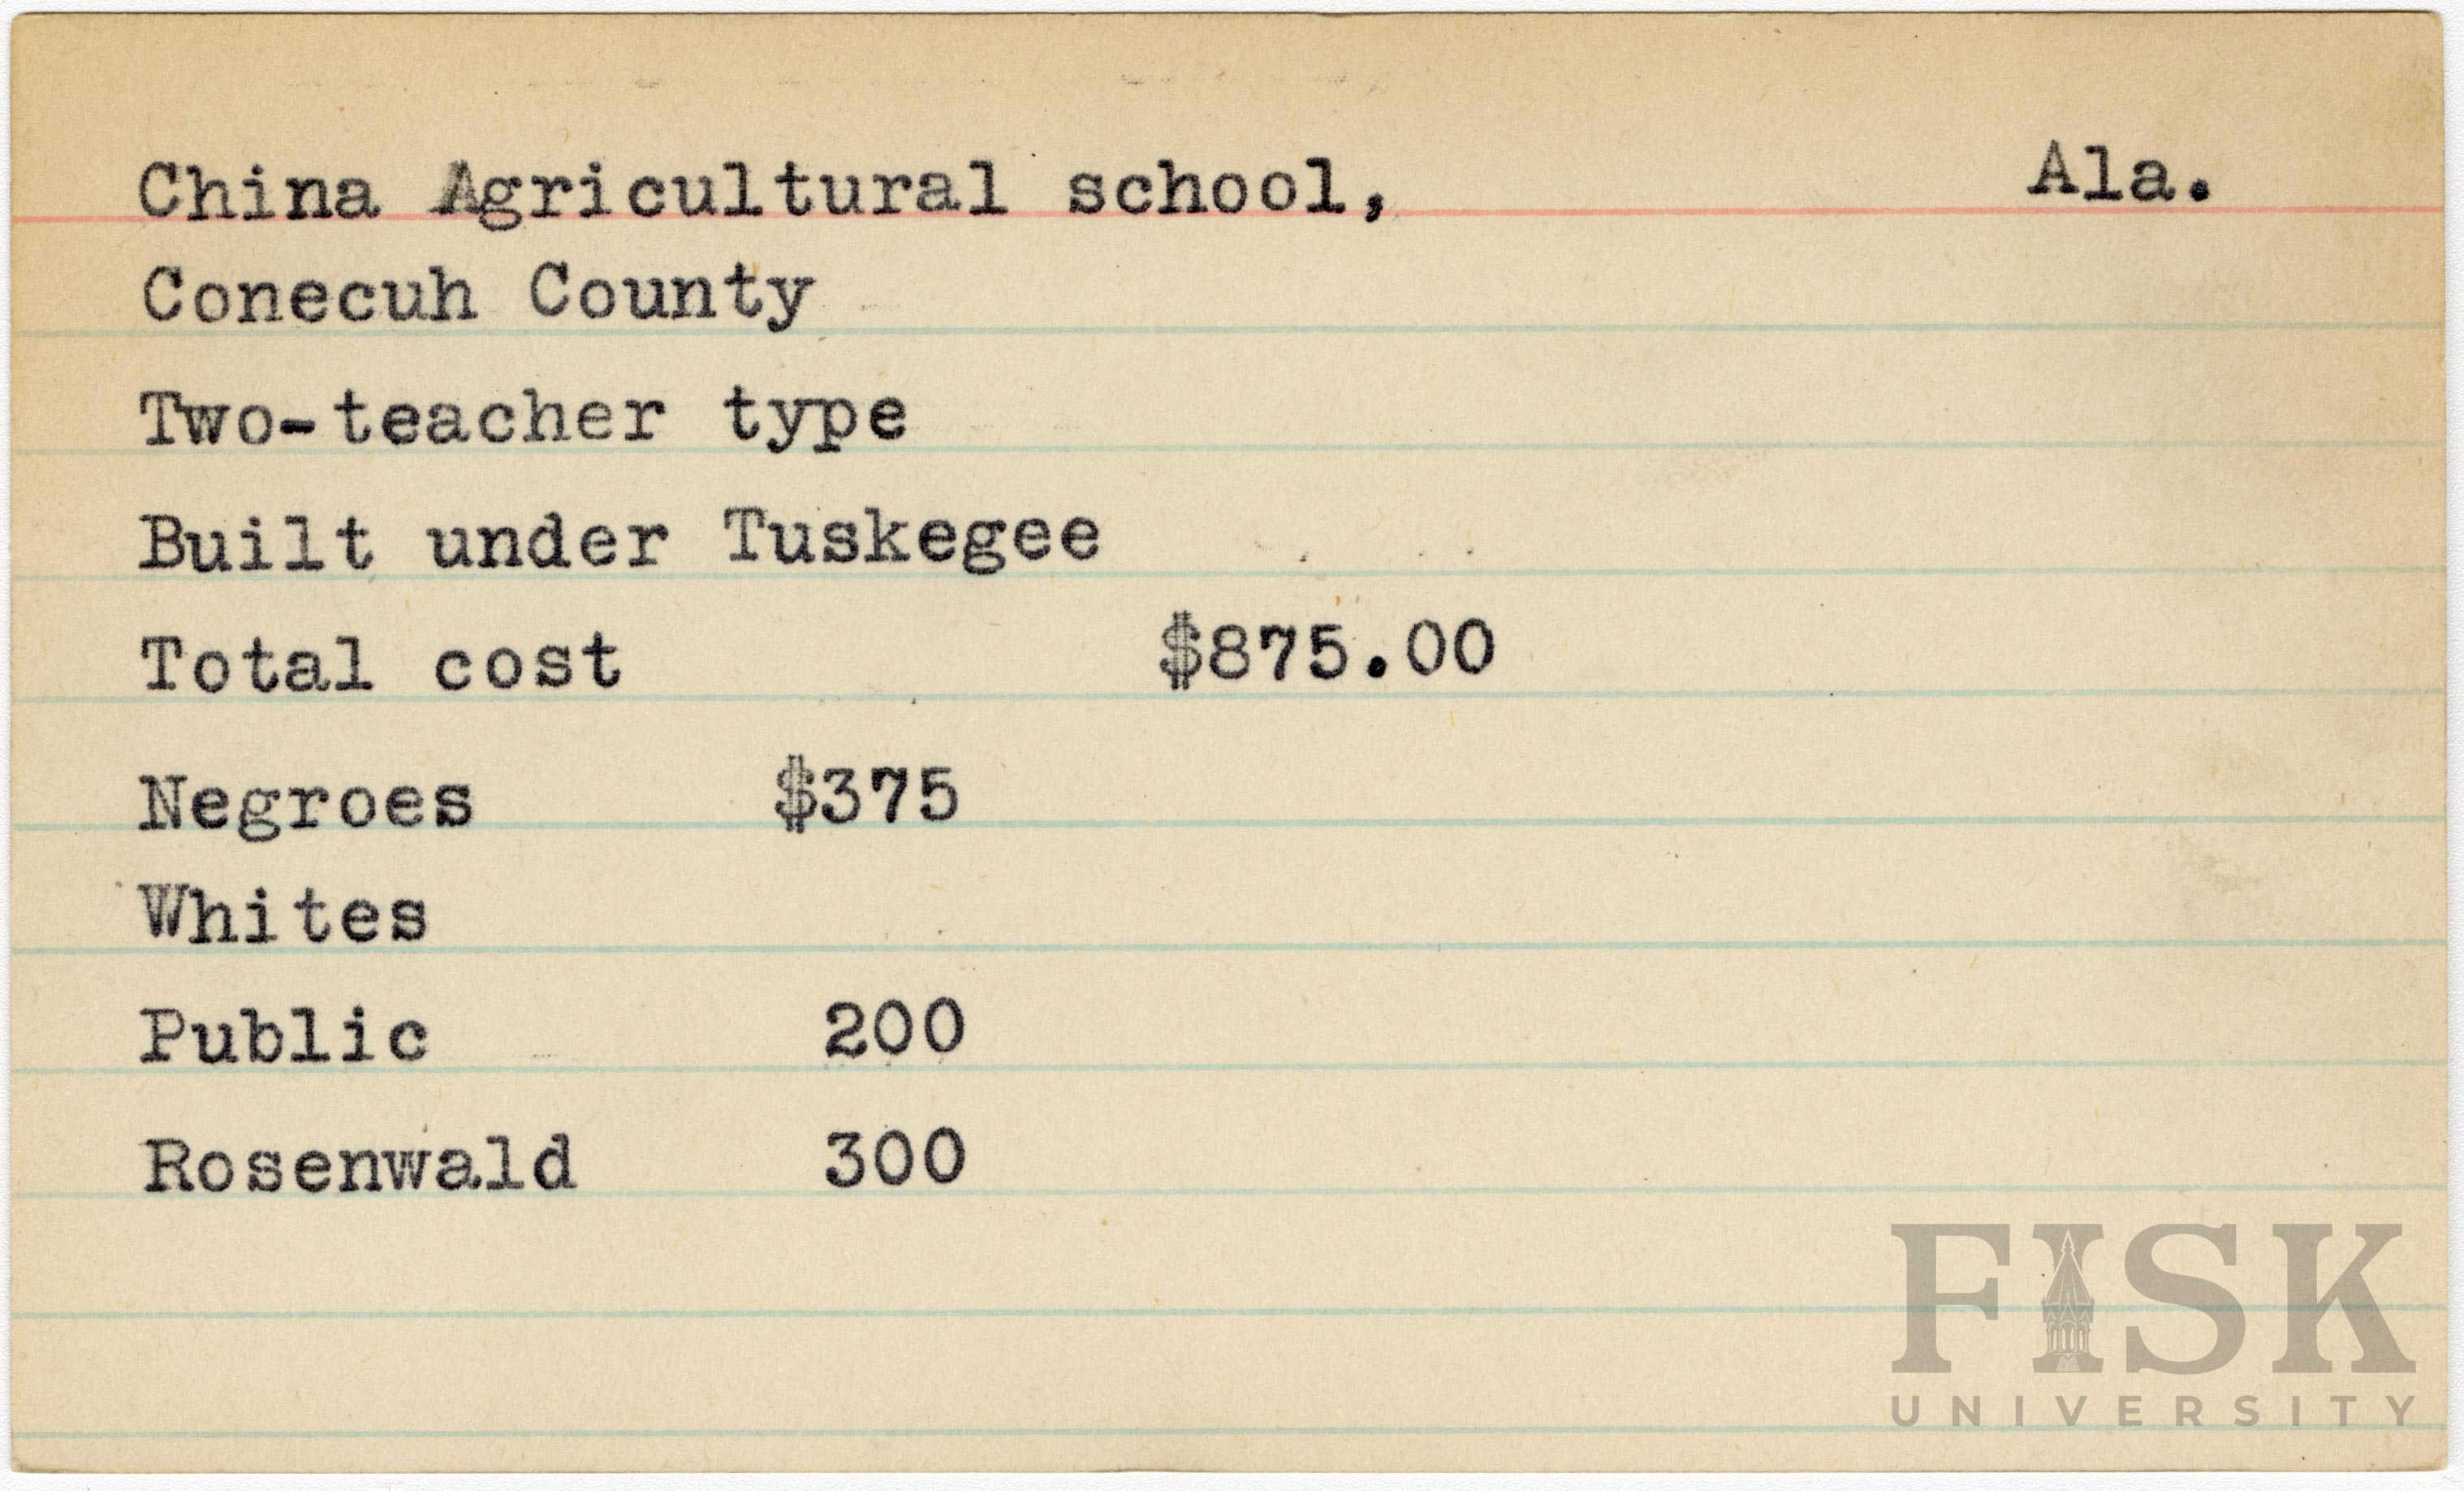 China Agricultural school, Ala.
Conecuh County
Two-teacher type
Built under Tuskegee
Total cost $875.00
Negroes $375
Whites
Public 200
Rosenwald 300
FISK
UNIVERSITY